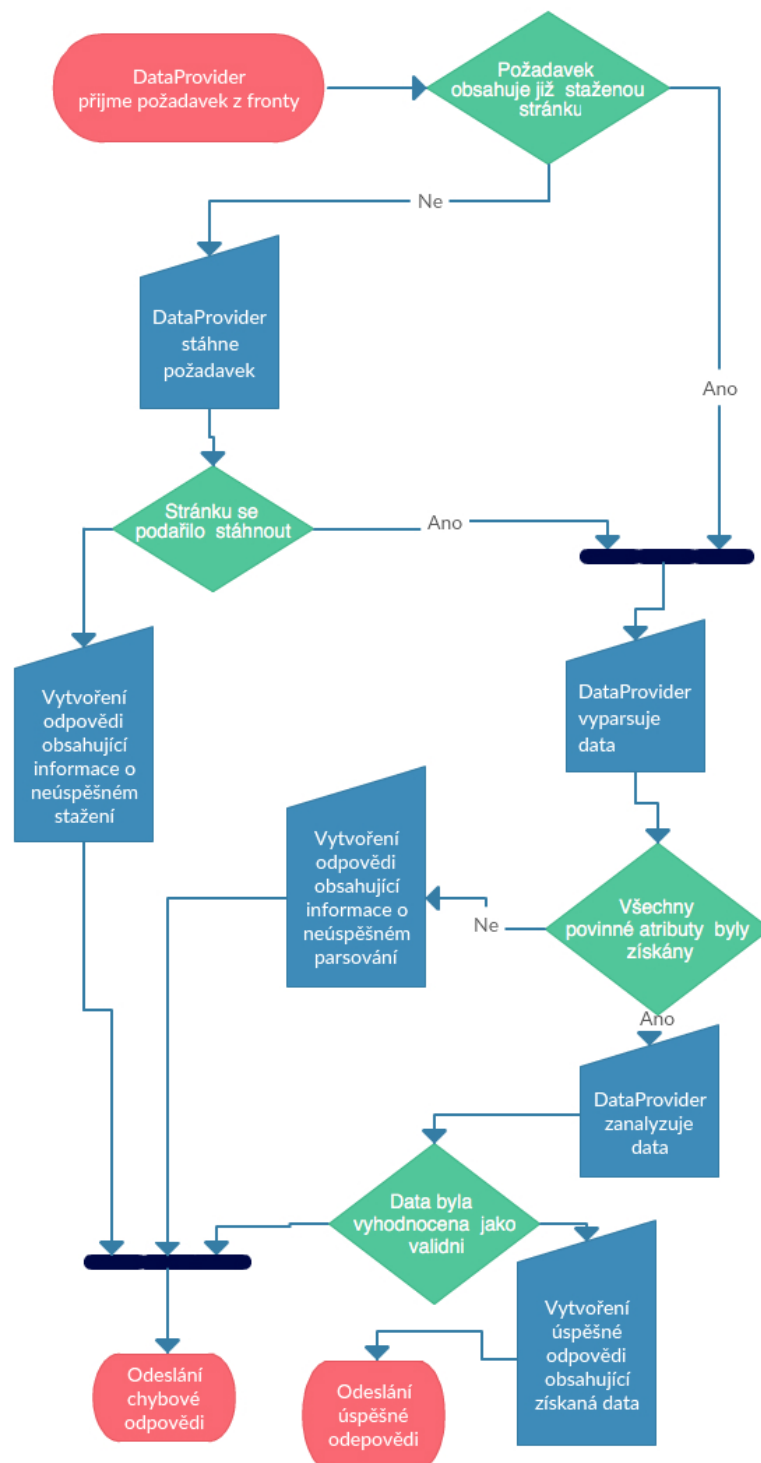 DataProvider
přijme požadavek z fronty
Požadavek
obsahuje již staženou
stránku
Ne
Ano
DataProvider
stáhne
požadavek
Stránku se
podařilo stáhnout
Ano
Vytvoření
odpovědi
obsahující
informace o
neúspěšném
stažení
DataProvider
vyparsuje
data
Vytvoření
odpovědi
obsahující
informace o
neúspěšném
parsování
Ne
Všechny
povinné atributy byly
získány
Ano
DataProvider
zanalyzuje
data
Data byla
vyhodnocena jako
validni
Vytvoření
úspěšné
odpovědi
obsahující
získaná data
Odeslání
chybové
odpovědi
Odeslání
úspěšné
odepovědi